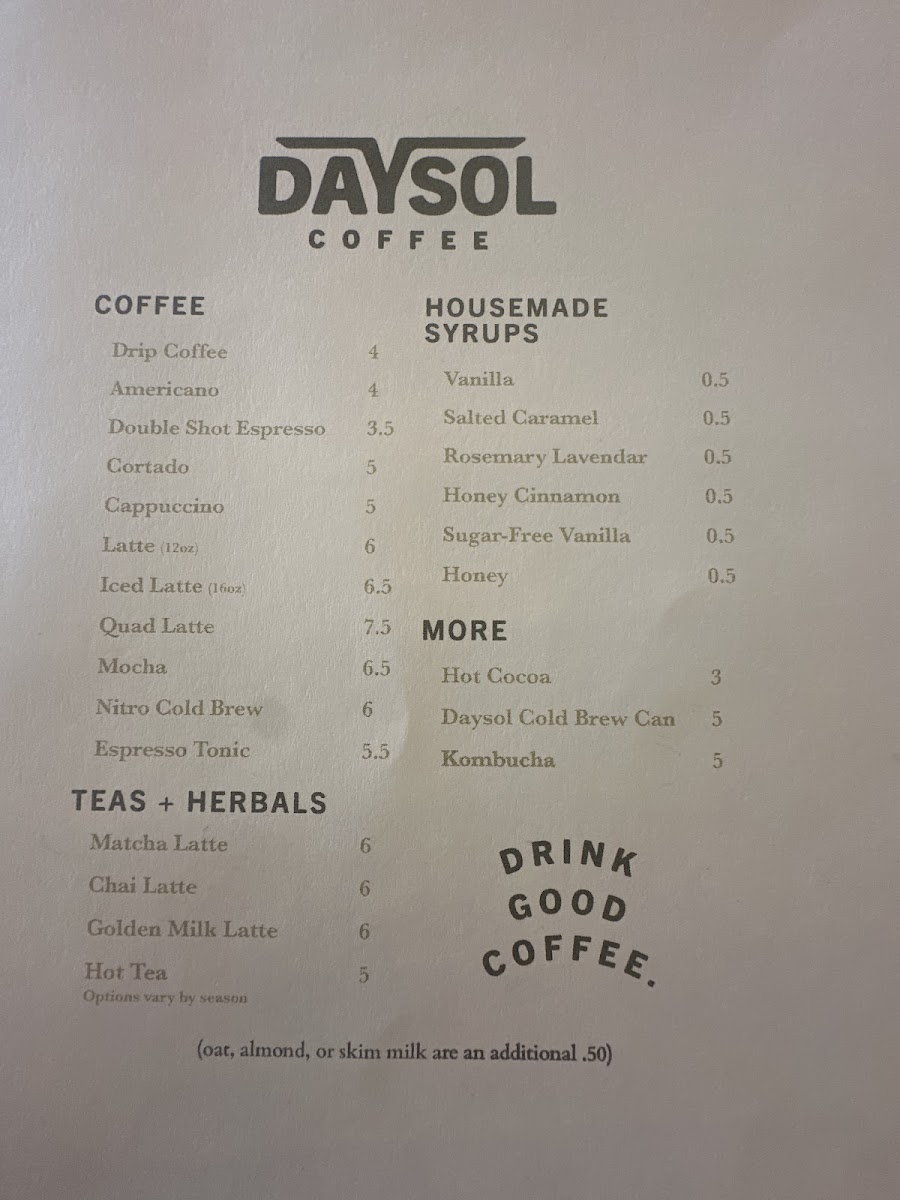 DAYSOL
COFFEE
COFFEE
Drip Coffee 4
Americano 4
Double Shot Espresso 3.5
Cortado 5
Cappuccino 5
Latte (12oz) 6
Iced Latte (16oz) 6.5
Quad Latte 7.5
Mocha 6.5
Nitro Cold Brew 6
Espresso Tonic 5.5
TEAS + HERBALS
Matcha Latte 6
Chai Latte 6
Golden Milk Latte 6
Hot Tea 5
Options vary by season
HOUSEMADE
SYRUPS
Vanilla 0.5
Salted Caramel 0.5
Rosemary Lavendar 0.5
Honey Cinnamon 0.5
Sugar-Free Vanilla 0.5
Honey 0.5
MORE
Hot Cocoa 3
Daysol Cold Brew Can 5
Kombucha 5
DRINK
GOOD
COFFEE.
(oat, almond, or skim milk are an additional .50)